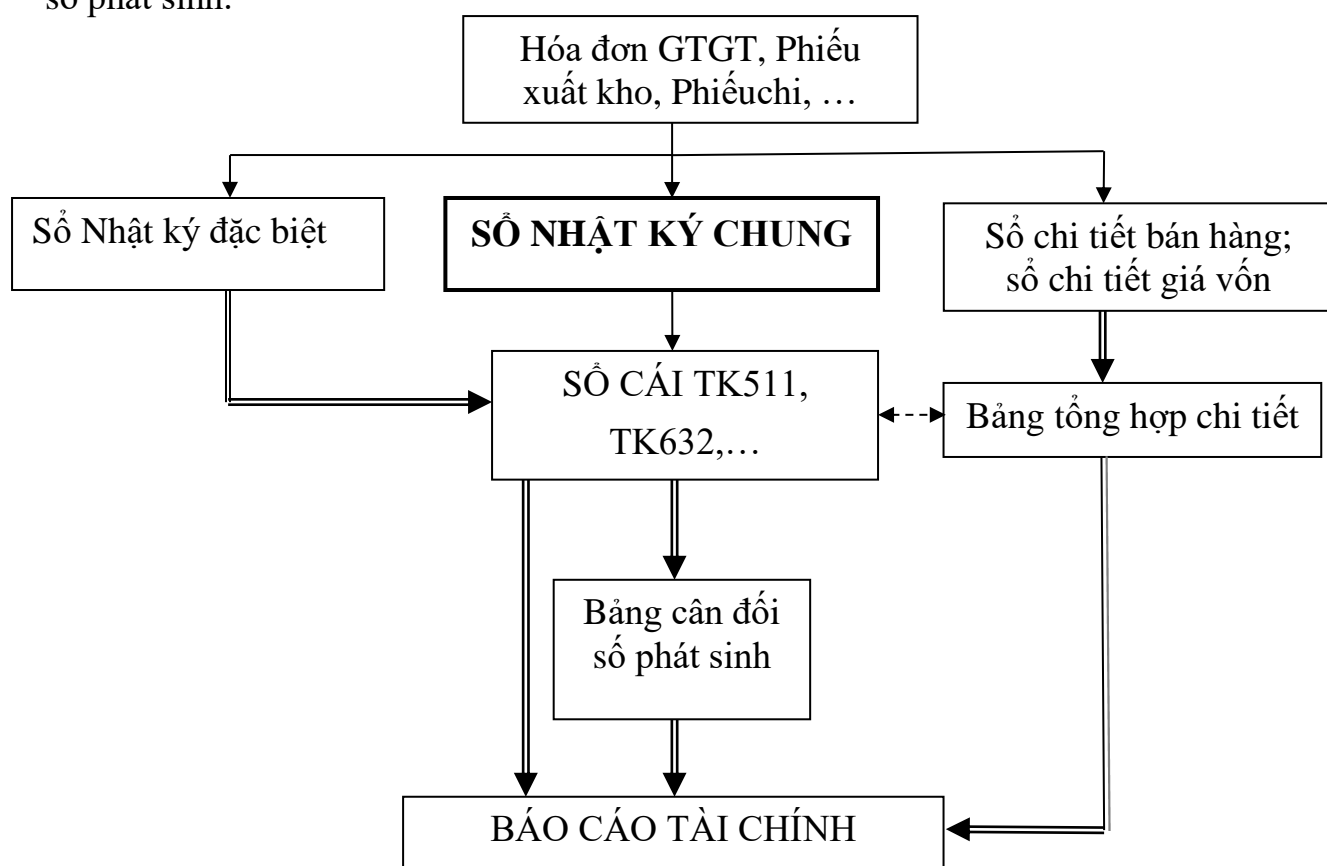 số phát sinh.
Hóa đơn GTGT, Phiếu
xuất kho, Phiếuchi, …
Sổ Nhật ký đặc biệt
SỔ NHẬT KÝ CHUNG
Sổ chi tiết bán hàng;
sổ chi tiết giá vốn
SỔ CÁI TK511,
TK632,…
Bảng tổng hợp chi tiết
Bảng cân đối
số phát sinh
BÁO CÁO TÀI CHÍNH